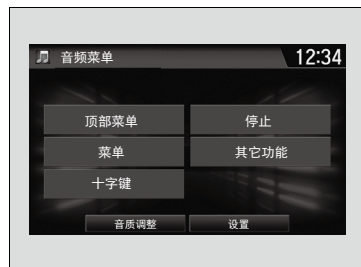 音频菜单 12:34
顶部菜单 停止
菜单 其它功能
十字键
音质调整 设置